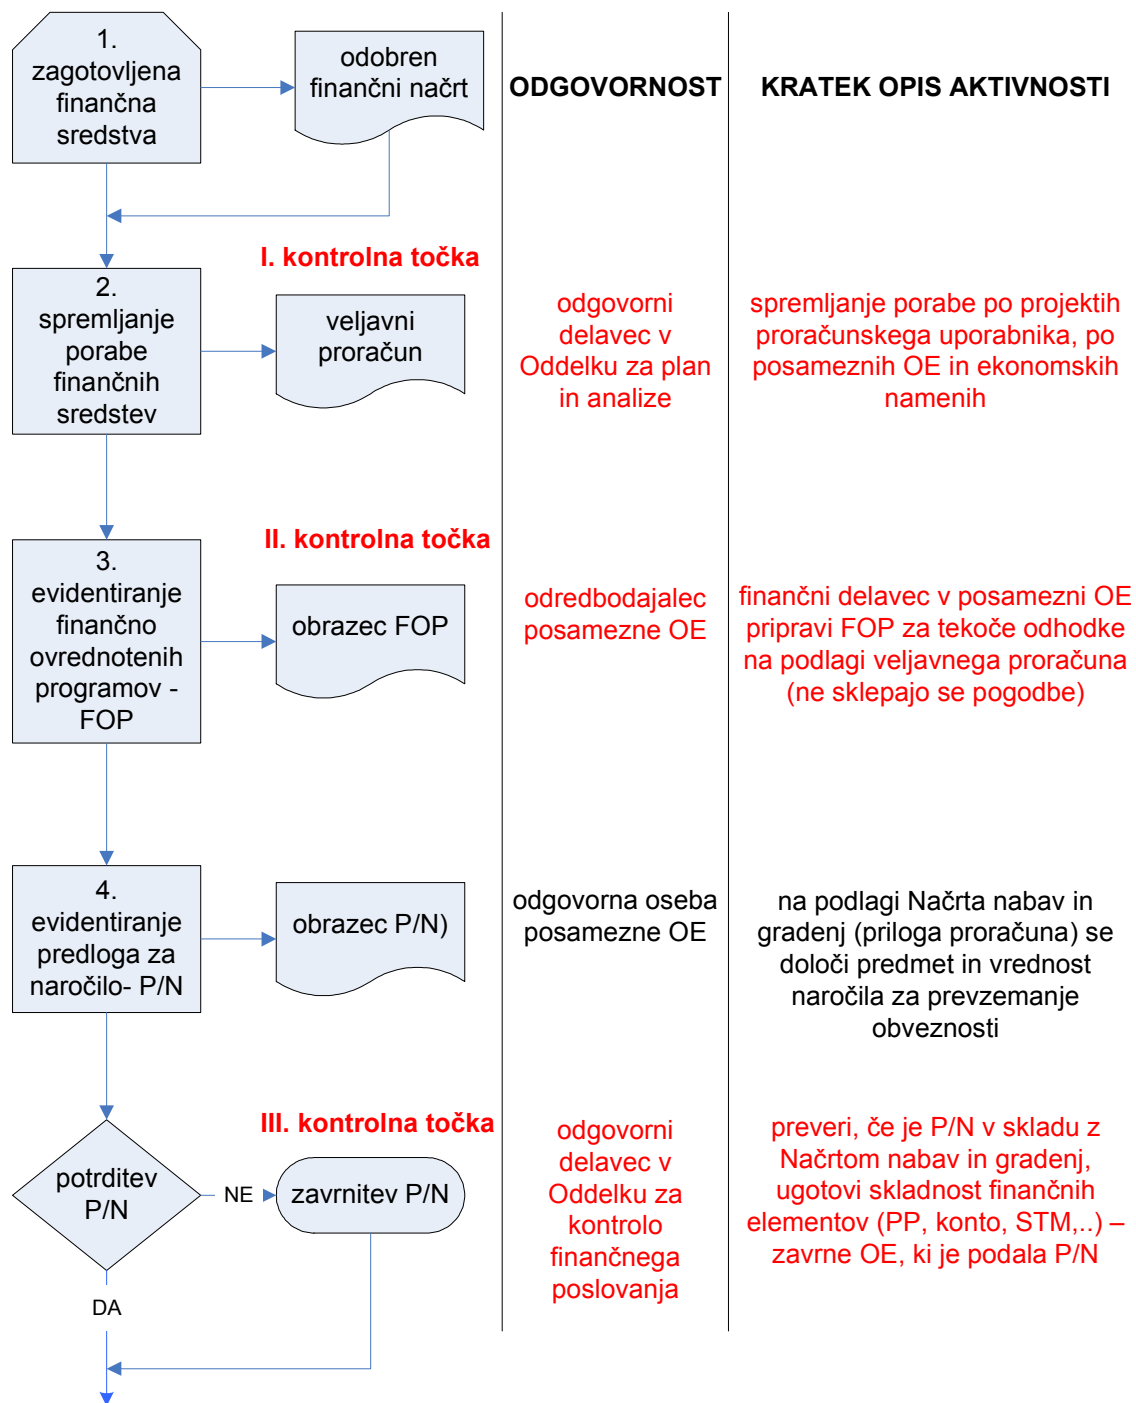 1.
zagotovljena
finančna
sredstva
odobren
finančni načrt
ODGOVORNOST
KRATEK OPIS AKTIVNOSTI
I. kontrolna točka
2.
spremljanje
porabe
finančnih
sredstev
veljavni
proračun
odgovorni
delavec v
Oddelku za plan
in analize
spremljanje porabe po projektih
proračunskega uporabnika, po
posameznih OE in ekonomskih
namenih
II. kontrolna točka
3.
evidentiranje
finančno
ovrednotenih
programov -
FOP
obrazec FOP
odredbodajalec
posamezne OE
finančni delavec v posamezni OE
pripravi FOP za tekoče odhodke
na podlagi veljavnega proračuna
(ne sklepajo se pogodbe)
4.
evidentiranje
predloga za
naročilo- P/N
obrazec P/N)
odgovorna oseba
posamezne OE
na podlagi Načrta nabav in
gradenj (priloga proračuna) se
določi predmet in vrednost
naročila za prevzemanje
obveznosti
III. kontrolna točka
potrditev
P/N
NE
zavrnitev P/N
odgovorni
delavec v
Oddelku za
kontrolo
finančnega
poslovanja
preveri, če je P/N v skladu z
Načrtom nabav in gradenj,
ugotovi skladnost finančnih
elementov (PP, konto, STM,..) –
zavrne OE, ki je podala P/N
DA